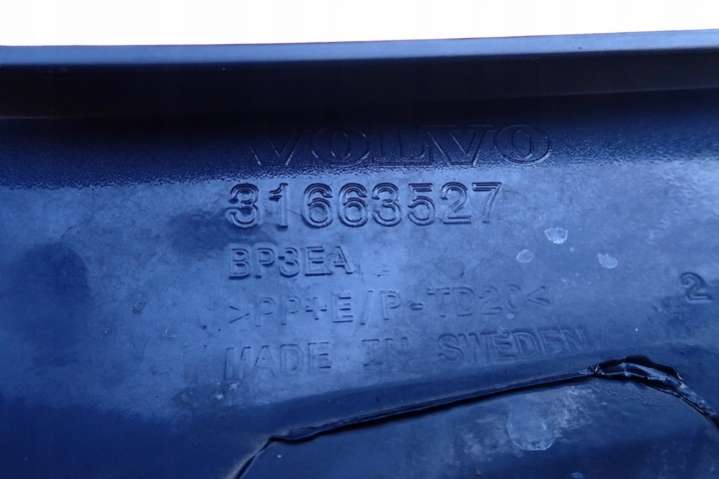 VOLVO
31663527
BP3EA
>PP+E/P-TD20<
2
MADE IN SWEDEN